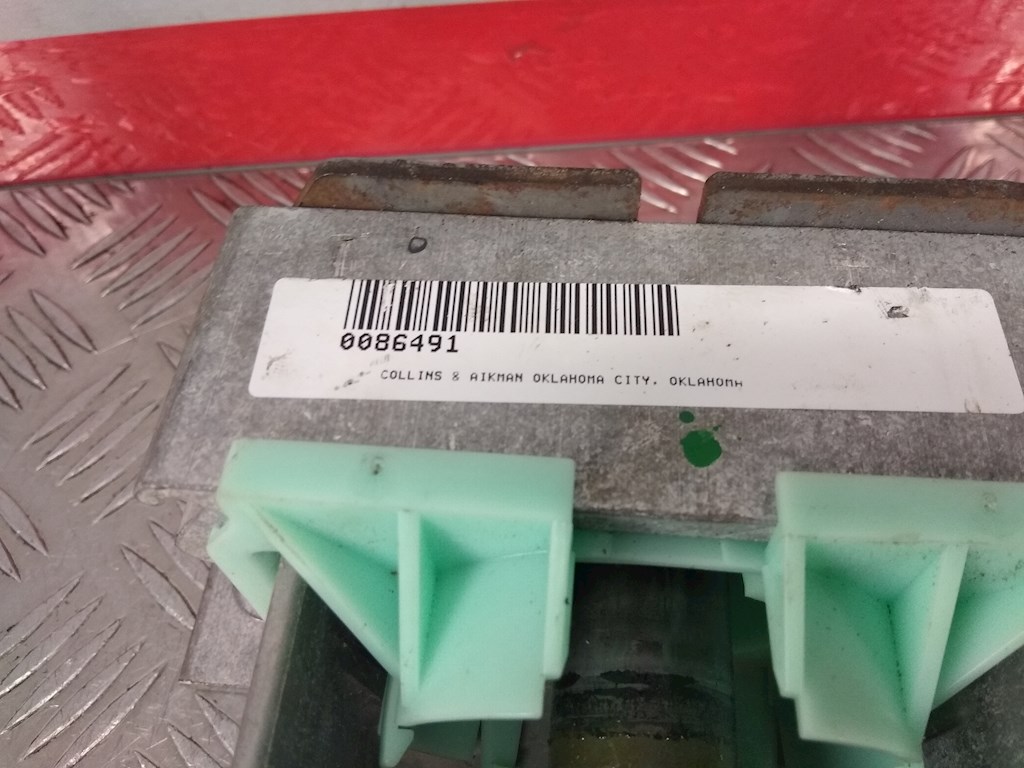 0086491
COLLINS & AIKMAN OKLAHOMA CITY, OKLAHOMA